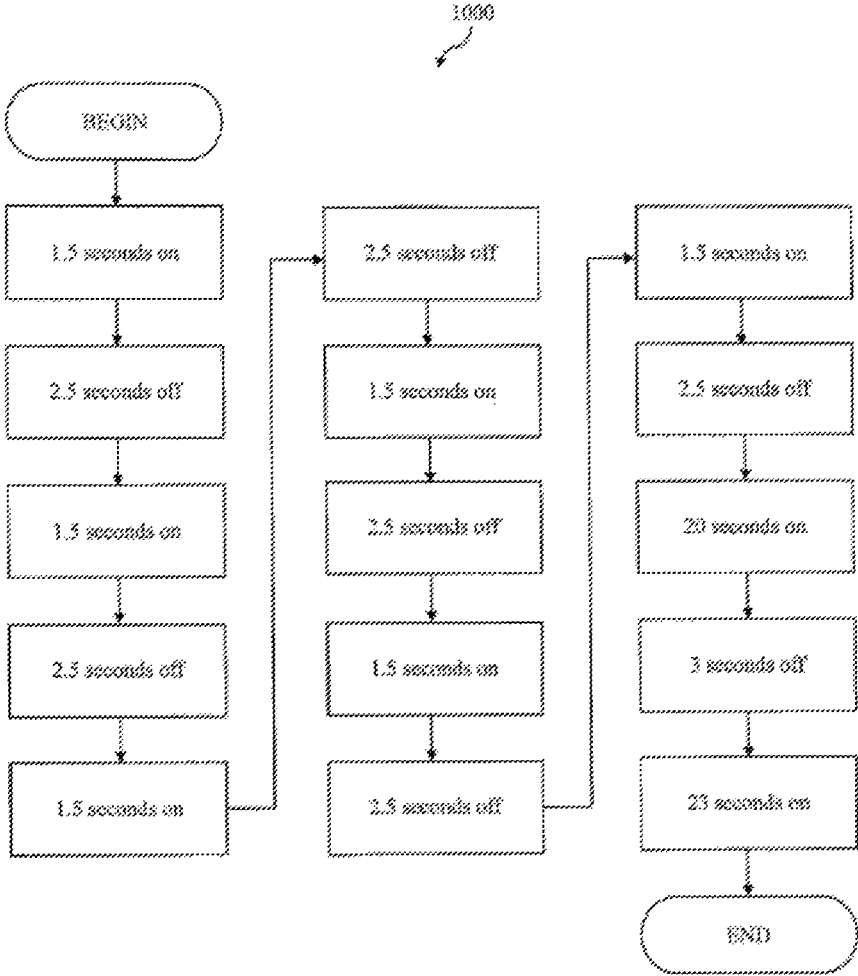 1000
BEGIN
1.5 seconds on
2.5 seconds off
1.5 seconds on
2.5 seconds off
1.5 seconds on
2.5 seconds off
1.5 seconds on
2.5 seconds off
1.5 seconds on
2.5 seconds off
1.5 seconds on
2.5 seconds off
20 seconds on
3 seconds off
23 seconds on
END